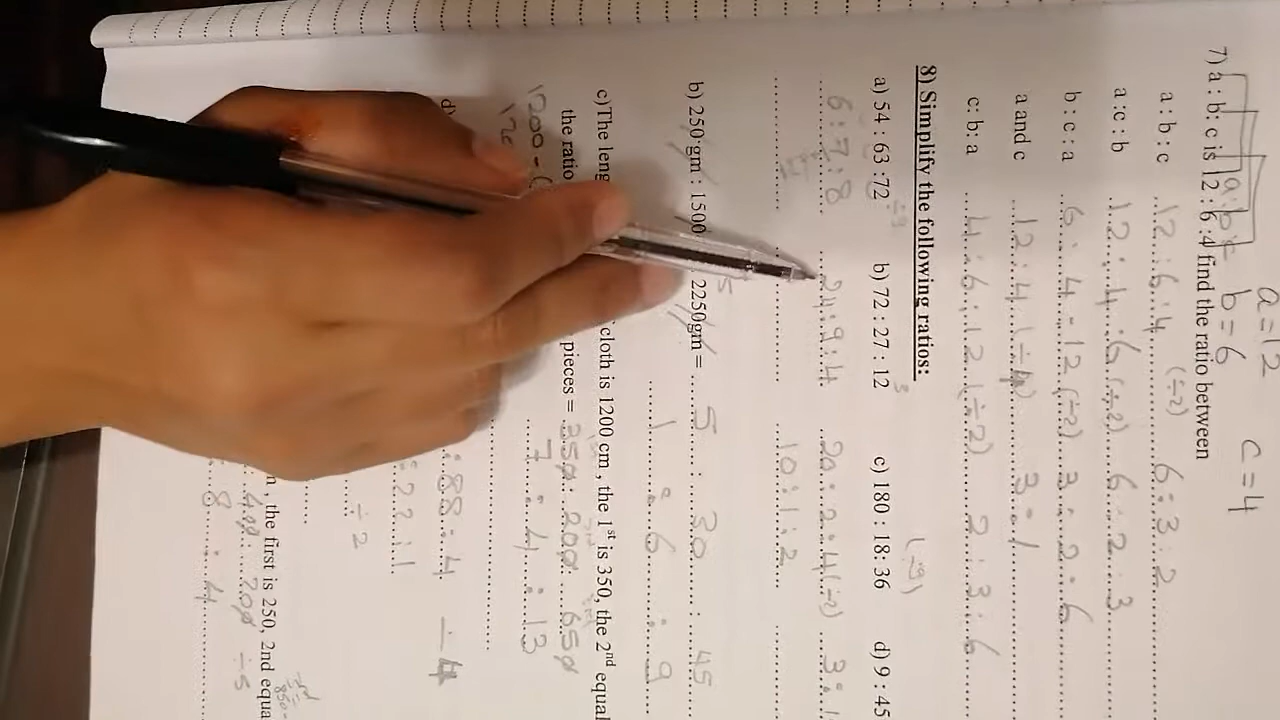 a=12
b=6
c=4
7) a : b: c is 12 : 6 :4 find the ratio between
a : b : c 12 : 6 : 4 (÷2) 6 : 3 : 2
a :c : b 12 : 4 : 6 (÷2) 6 : 2 : 3
b : c : a 6 : 4 : 12 (÷2) 3 : 2 : 6
a and c 12 : 4 (÷4) 3 : 1
c: b: a 4 : 6 : 12 (÷2) 2 : 3 : 6
8) Simplify the following ratios:
(÷9)
a) 54 : 63 :72 ÷9 b) 72 : 27 : 12 3 c) 180 : 18: 36 d) 9 : 45
6 : 7 : 8 24 : 9 : 4 20 : 2 : 4 (÷2) 3 :
10 : 1 : 2
b) 250gm : 1500 2250gm = 5 : 30 : 45
1 : 6 : 9
c)The leng cloth is 1200 cm , the 1st is 350, the 2nd equal
the ratio pieces = 350 : 200 : 650
1200 - ( 7 : 4 : 13
d) : 88 : 4 ÷4
: 22 : 1
÷ 2
, the first is 250, 2nd equa
400 : 200 ÷5
8 : 4